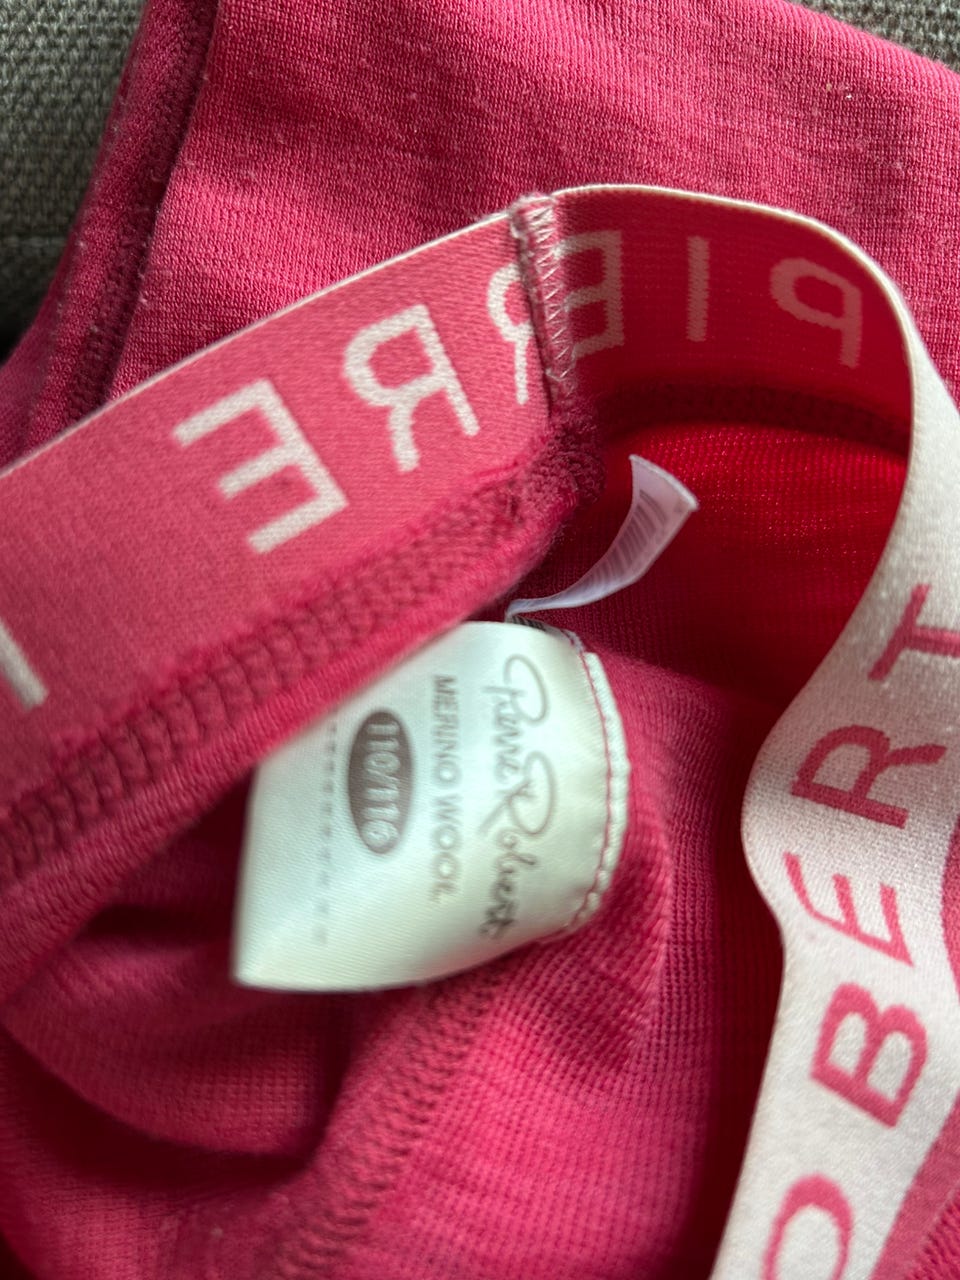 PIERRE
ROBERT
Pierre Robert
MERINO WOOL
110/116